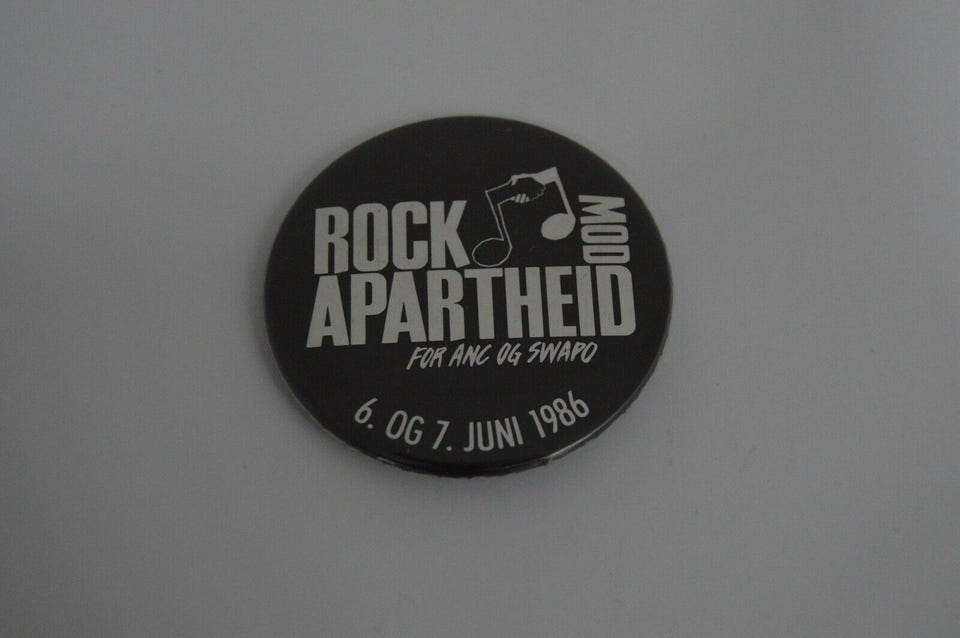 ROCK MOD
APARTHEID
FOR ANC OG SWAPO
6. OG 7. JUNI 1986